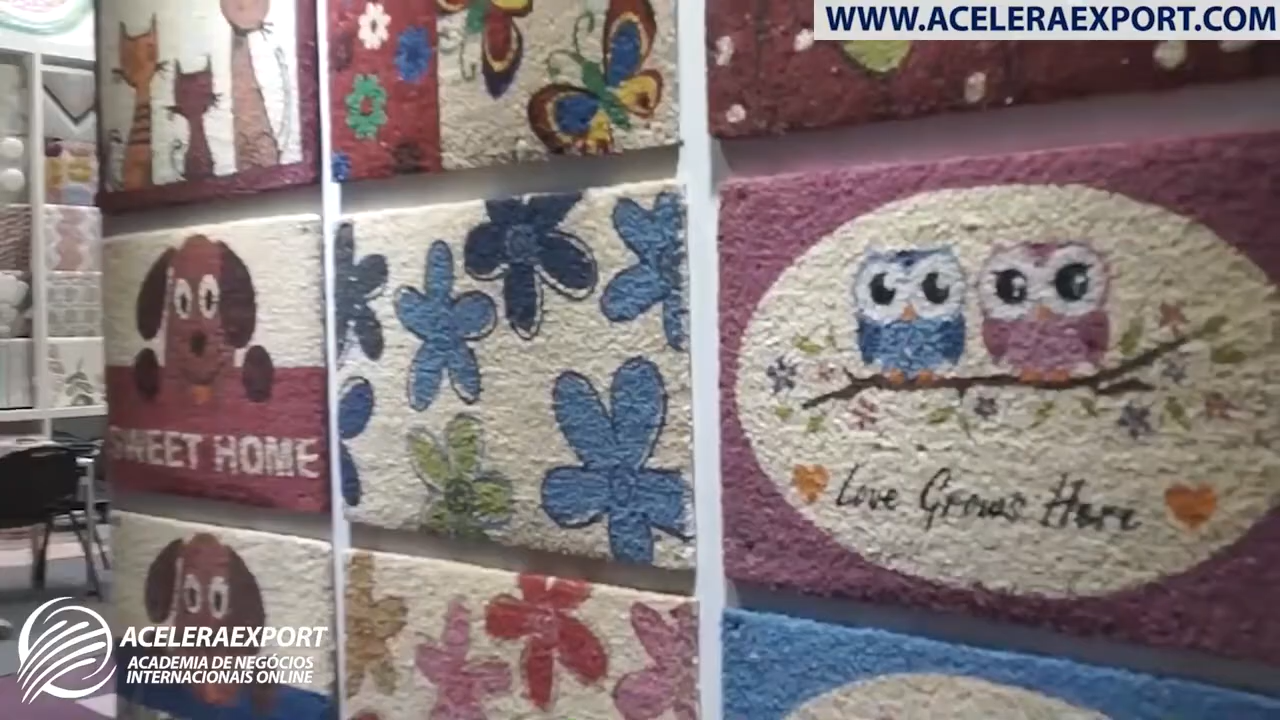 WWW.ACELERAEXPORT.COM
SWEET HOME
Love Grows Here
ACELERAEXPORT
ACADEMIA DE NEGÓCIOS
INTERNACIONAIS ONLINE